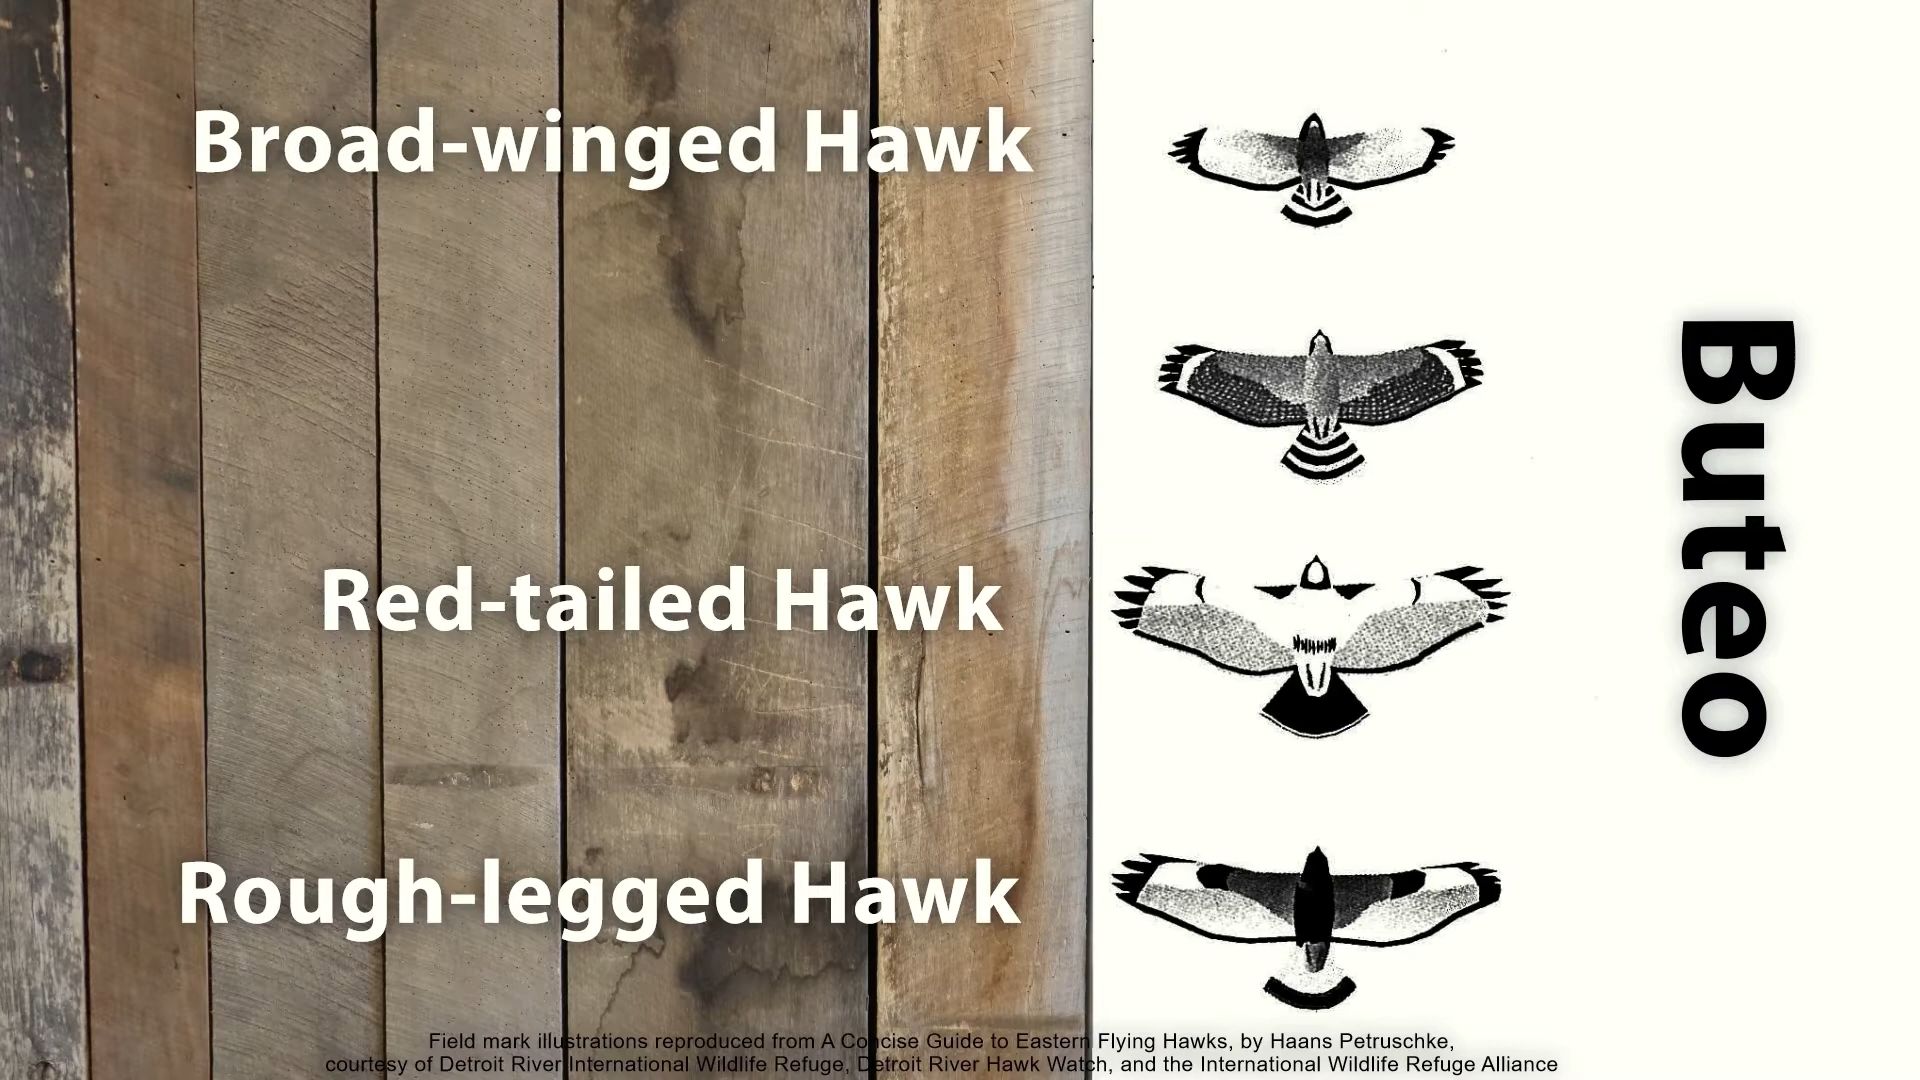 Broad-winged Hawk
Red-tailed Hawk
Rough-legged Hawk
Buteo
Field mark illustrations reproduced from A Concise Guide to Eastern Flying Hawks, by Haans Petruschke,
courtesy of Detroit River International Wildlife Refuge, Detroit River Hawk Watch, and the International Wildlife Refuge Alliance